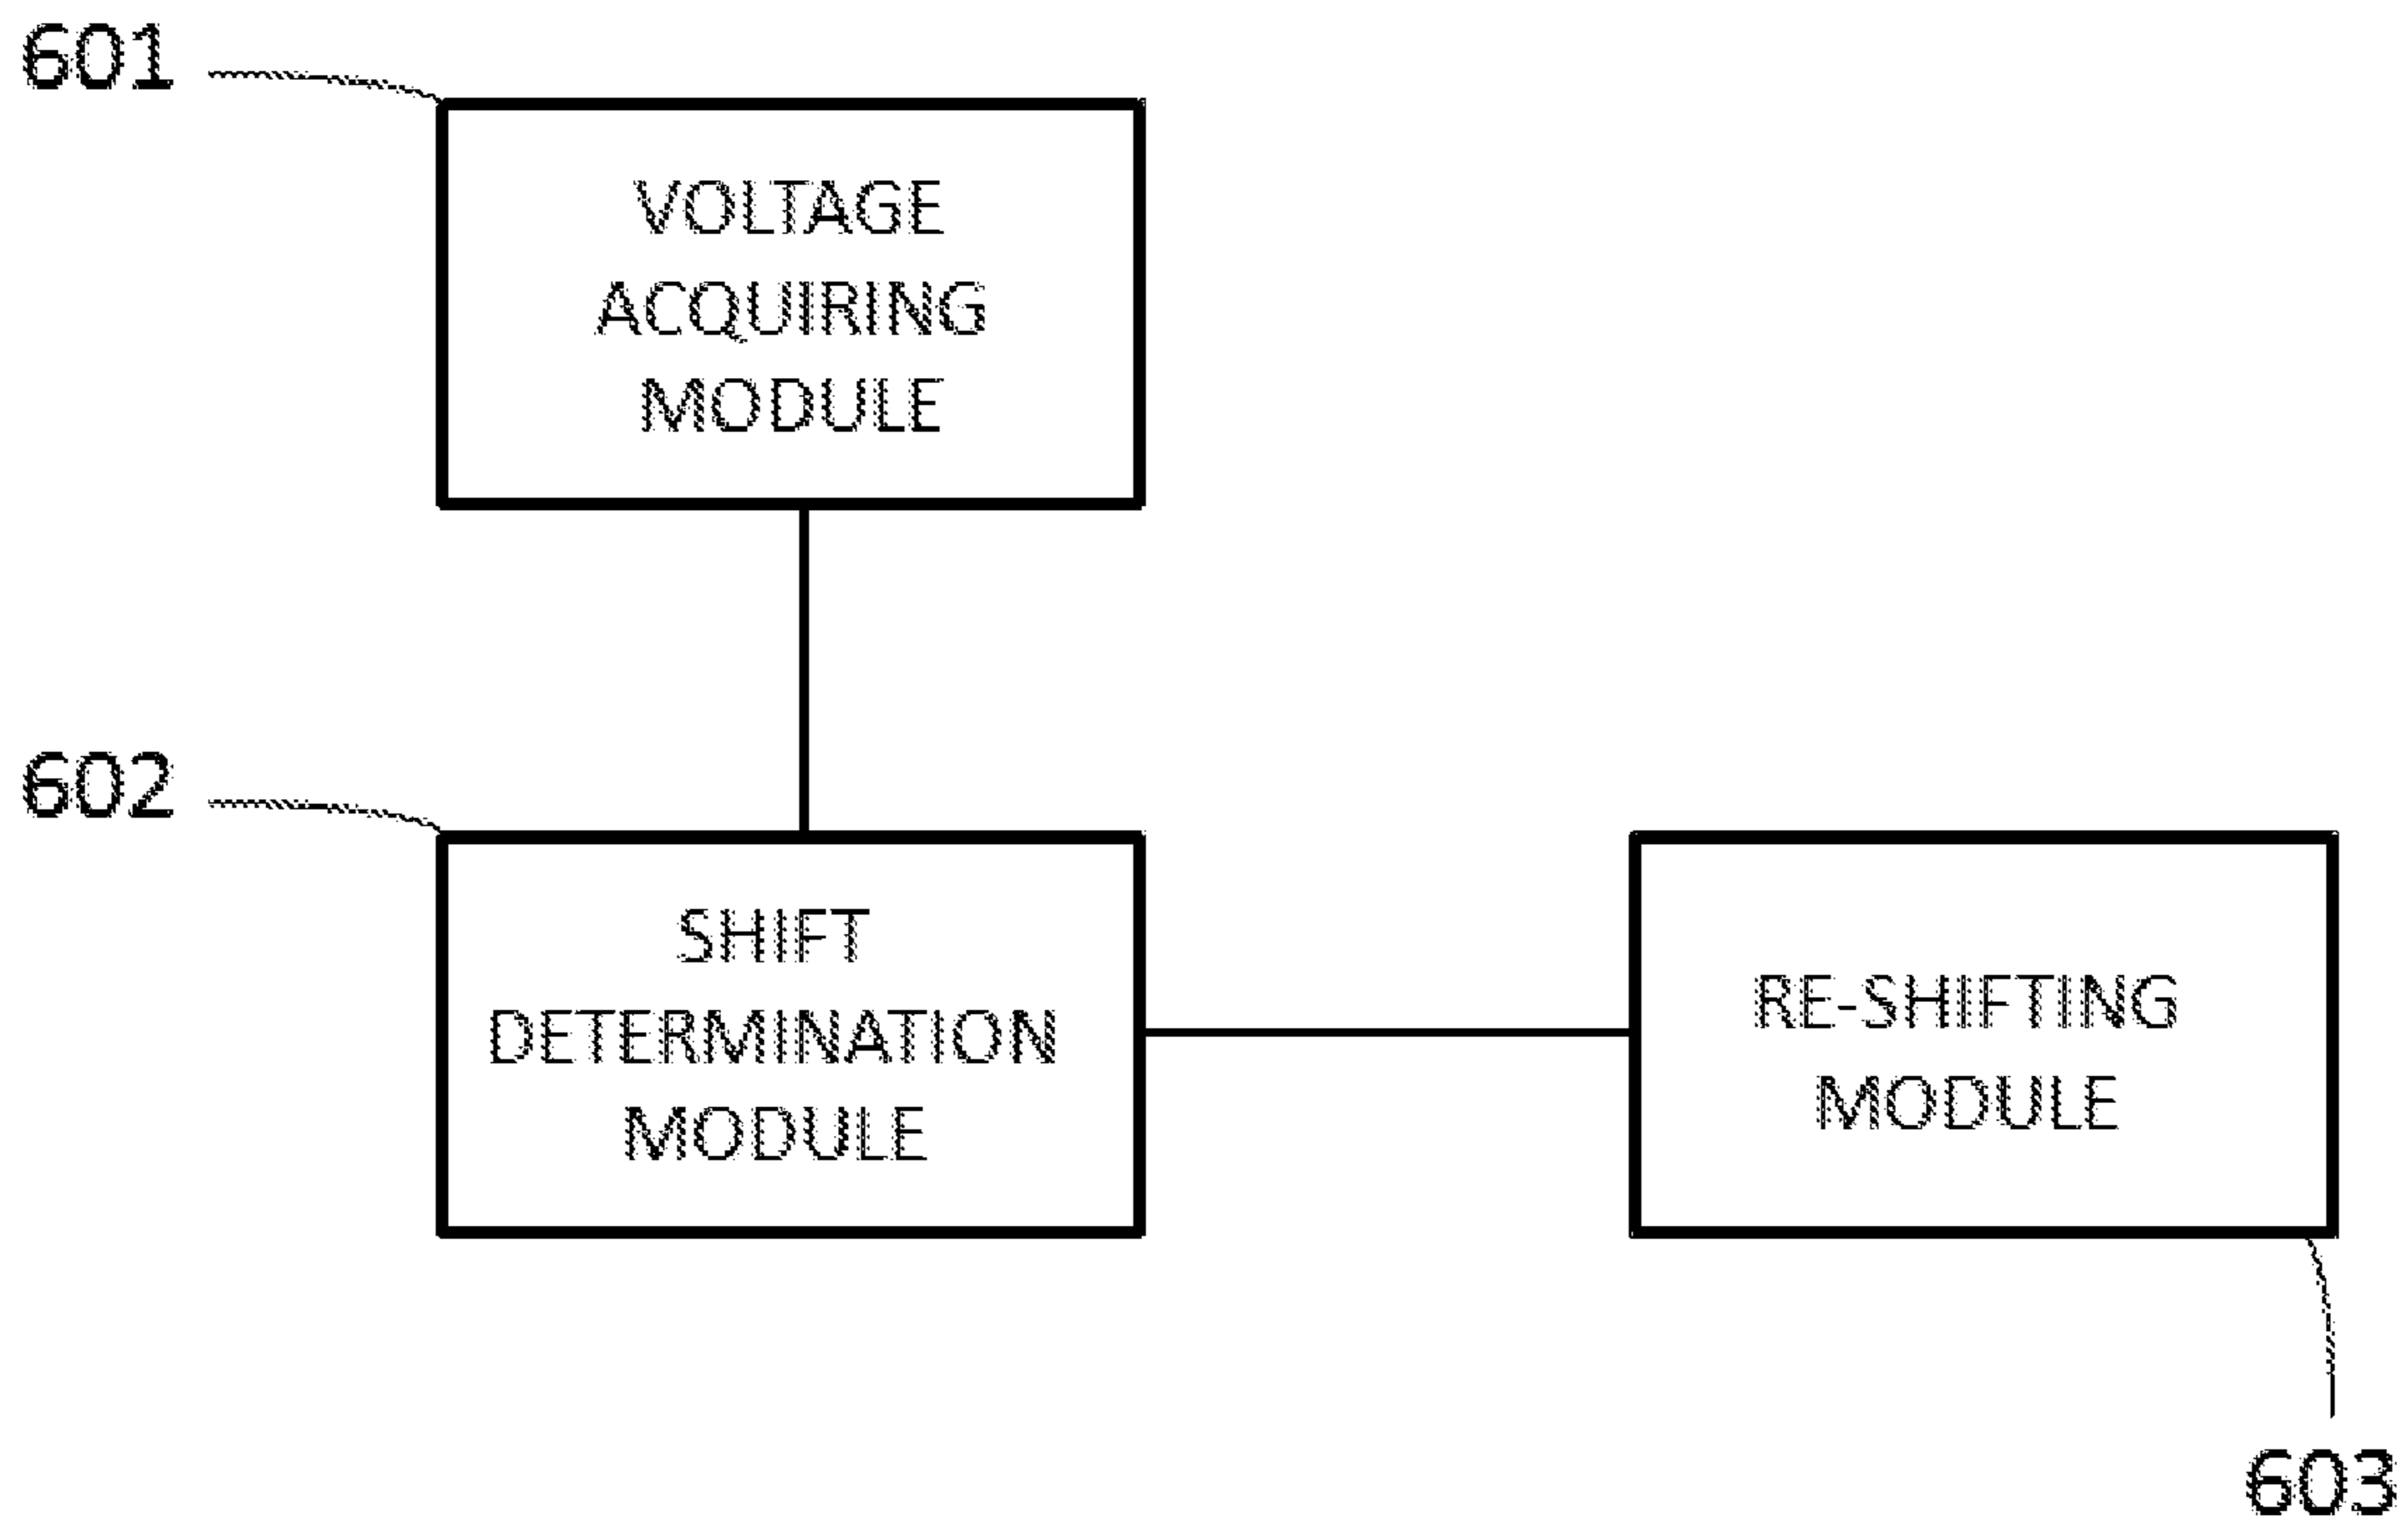 601
VOLTAGE
ACQUIRING
MODULE
602
SHIFT
DETERMINATION
MODULE
RE-SHIFTING
MODULE
603